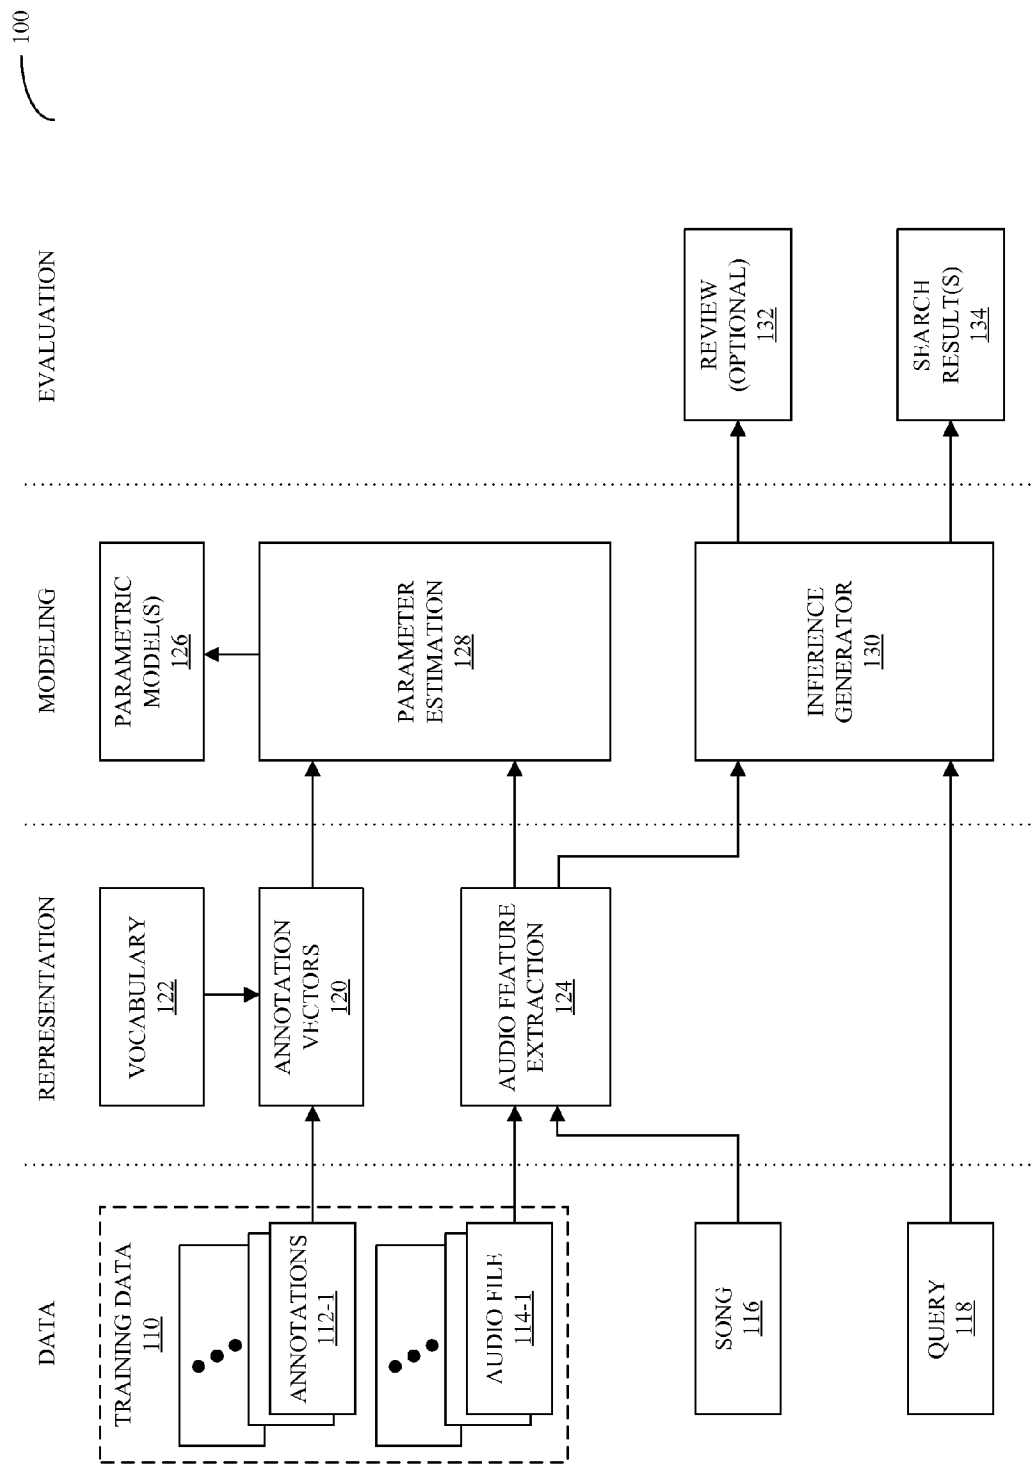 100
DATA
REPRESENTATION
MODELING
EVALUATION
TRAINING DATA
110
ANNOTATIONS
112-1
AUDIO FILE
114-1
SONG
116
QUERY
118
VOCABULARY
122
ANNOTATION
VECTORS
120
AUDIO FEATURE
EXTRACTION
124
PARAMETRIC
MODEL(S)
126
PARAMETER
ESTIMATION
128
INFERENCE
GENERATOR
130
REVIEW
(OPTIONAL)
132
SEARCH
RESULT(S)
134